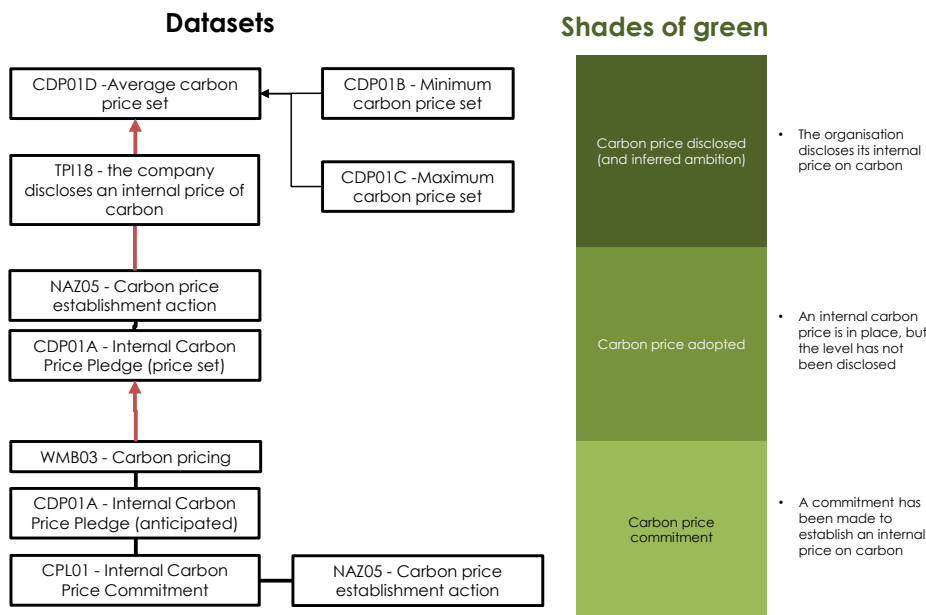 Datasets
Shades of green
CDP01D -Average carbon
price set
CDP01B - Minimum
carbon price set
TPI18 - the company
discloses an internal price of
carbon
CDP01C -Maximum
carbon price set
NAZ05 - Carbon price
establishment action
CDP01A - Internal Carbon
Price Pledge (price set)
WMB03 - Carbon pricing
CDP01A - Internal Carbon
Price Pledge (anticipated)
CPL01 - Internal Carbon
Price Commitment
NAZ05 - Carbon price
establishment action
Carbon price disclosed
(and inferred ambition)
• The organisation
discloses its internal
price on carbon
Carbon price adopted
• An internal carbon
price is in place, but
the level has not
been disclosed
Carbon price
commitment
• A commitment has
been made to
establish an internal
price on carbon